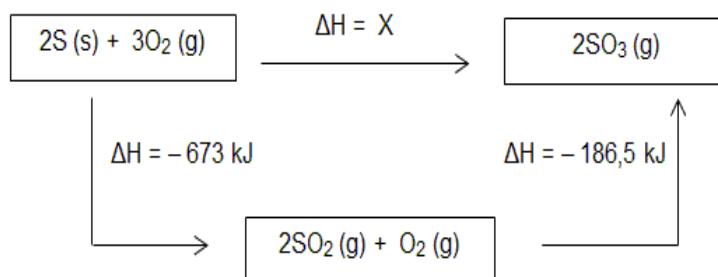 2S (s) + 3O₂ (g)
ΔH = X
2SO₃ (g)
ΔH = – 673 kJ
ΔH = – 186,5 kJ
2SO₂ (g) + O₂ (g)